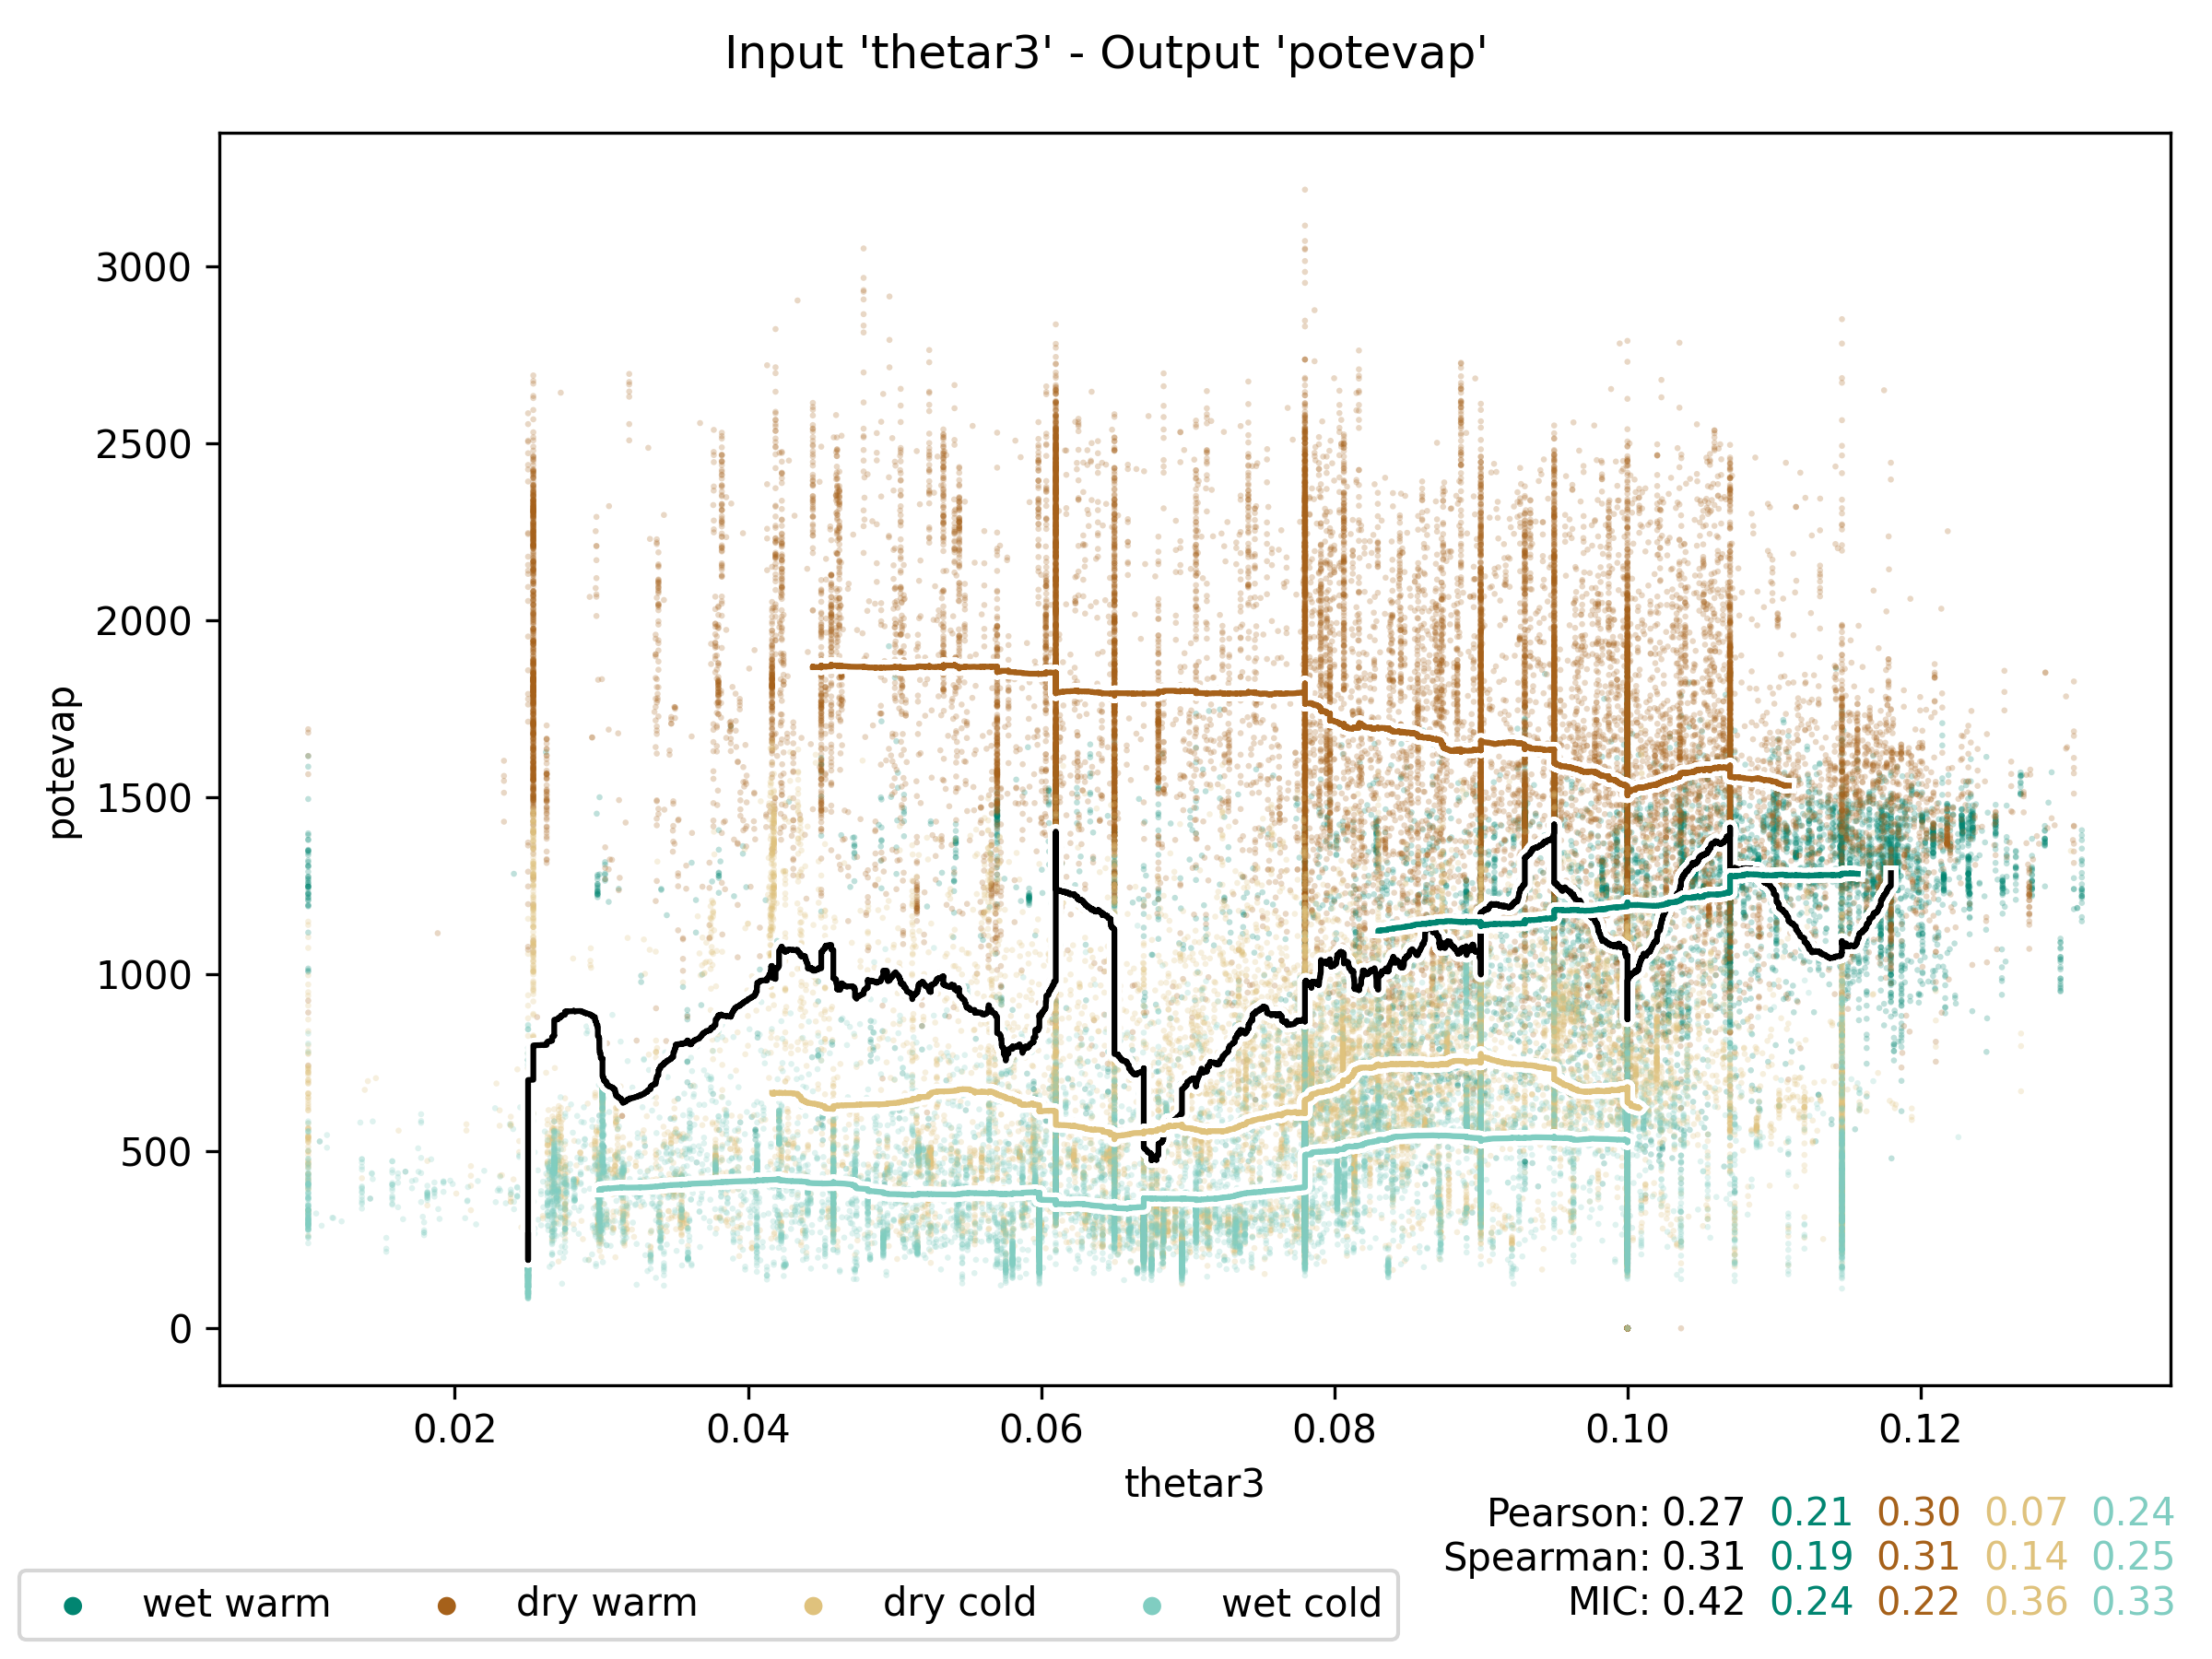 Input 'thetar3' - Output 'potevap'
3000
2500
2000
1500
1000
500
0
potevap
0.02 0.04 0.06 0.08 0.10 0.12
thetar3
Pearson: 0.27 0.21 0.30 0.07 0.24
Spearman: 0.31 0.19 0.31 0.14 0.25
MIC: 0.42 0.24 0.22 0.36 0.33
wet warm dry warm dry cold wet cold